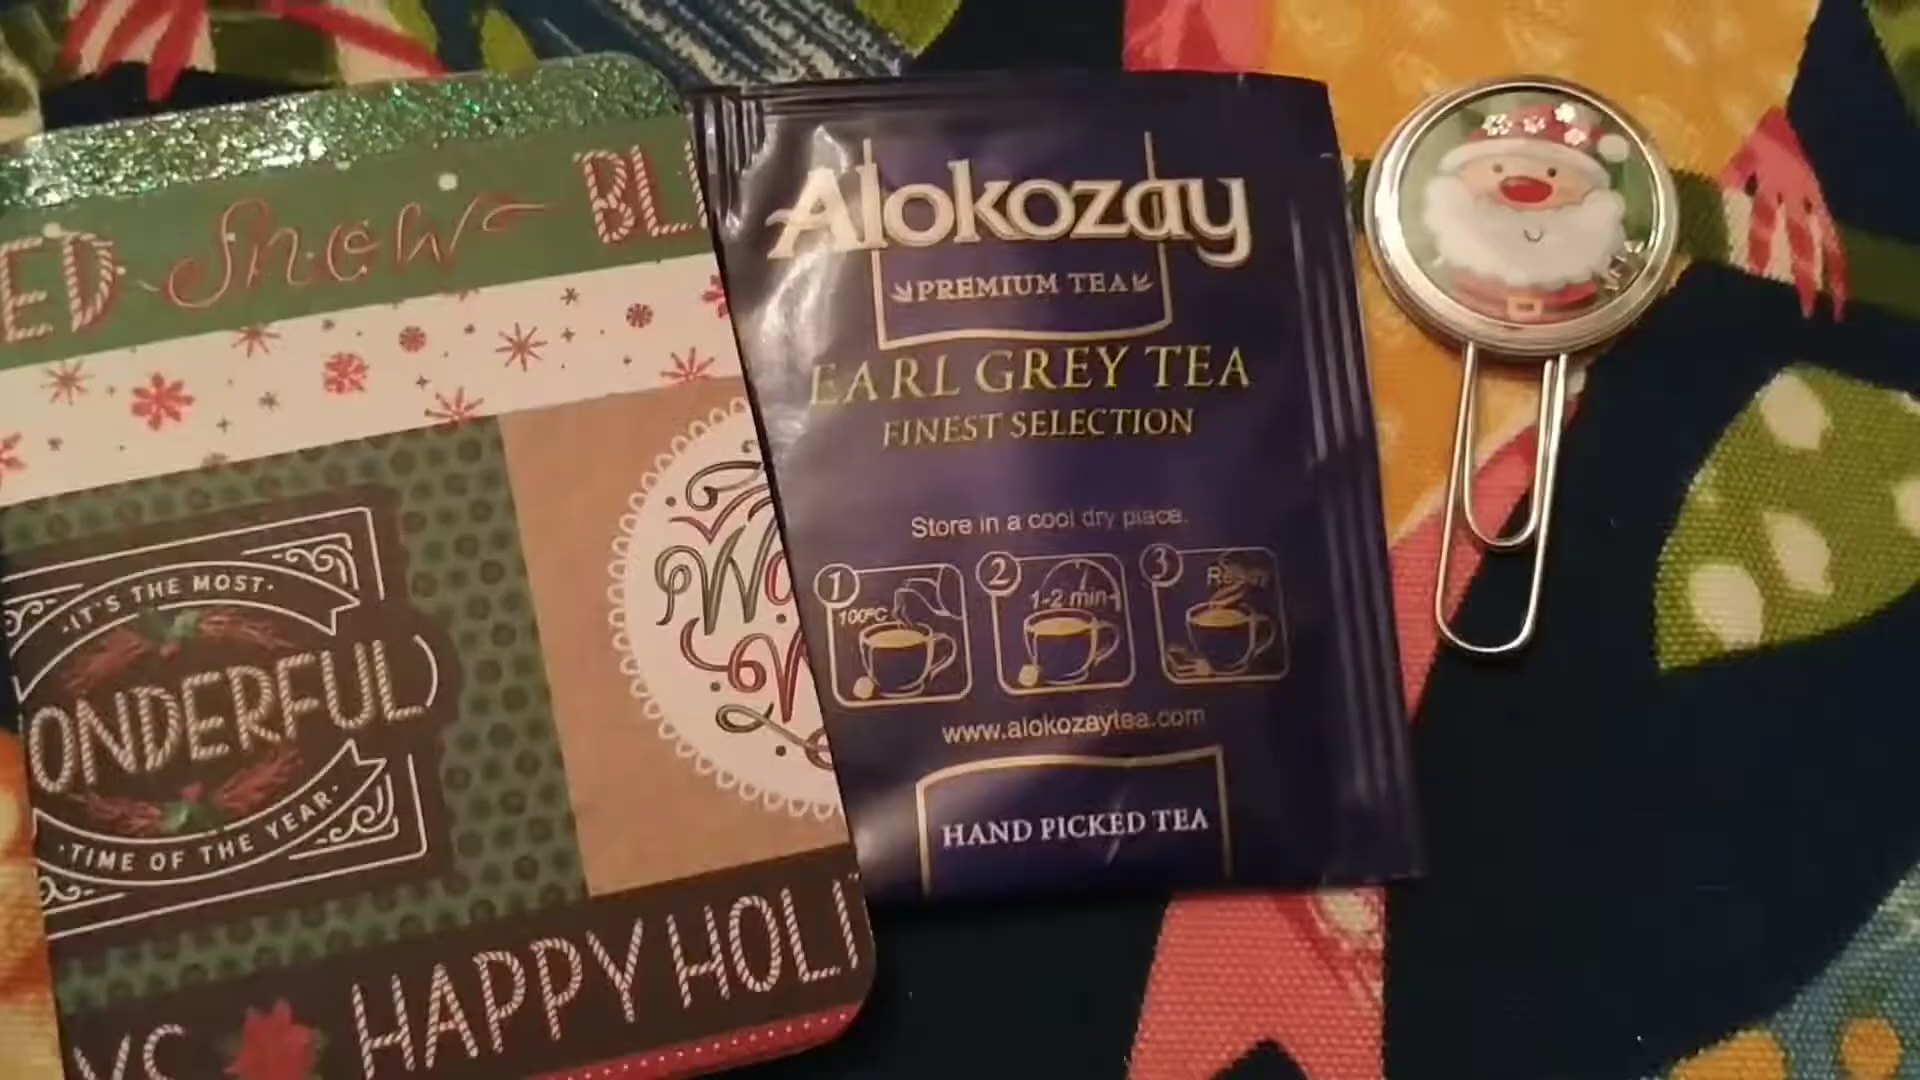 ED Snow BL
IT'S THE MOST
ONDERFUL
TIME OF THE YEAR
HAPPY HOLI
YS
Alokozay
PREMIUM TEA
EARL GREY TEA
FINEST SELECTION
Store in a cool dry place.
1 2 3
100ºC 1-2 min Ready
www.alokozaytea.com
HAND PICKED TEA